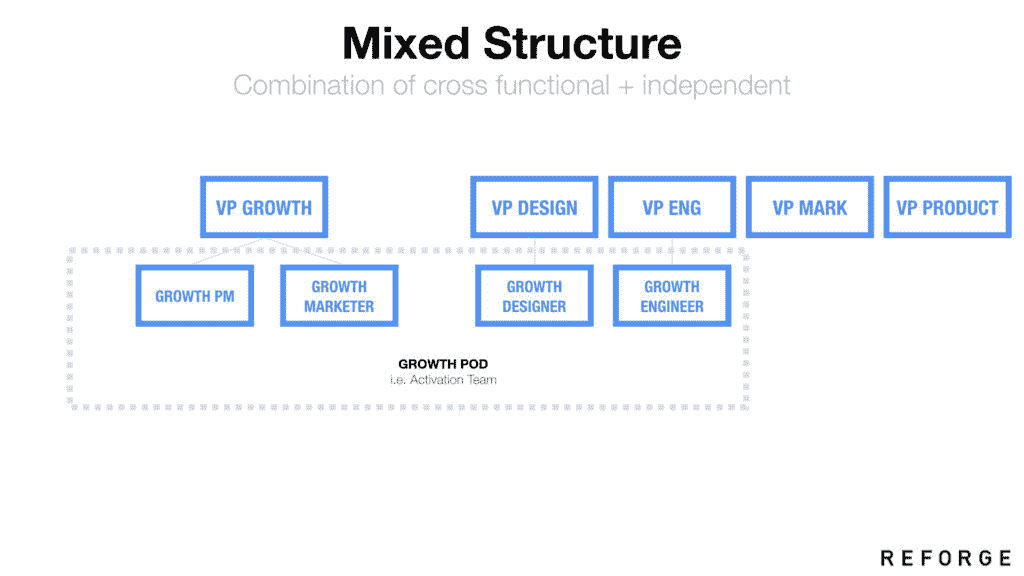 Mixed Structure
Combination of cross functional + independent
VP GROWTH
VP DESIGN
VP ENG
VP MARK
VP PRODUCT
GROWTH PM
GROWTH
MARKETER
GROWTH
DESIGNER
GROWTH
ENGINEER
GROWTH POD
i.e. Activation Team
REFORGE